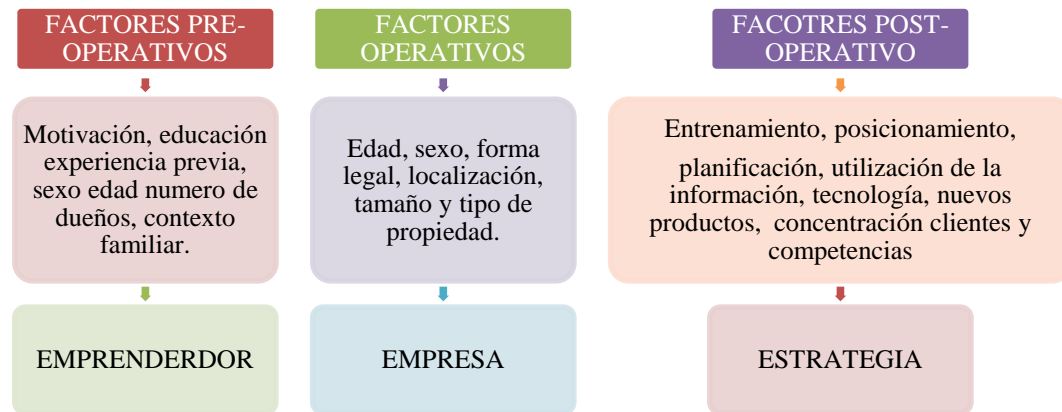 FACTORES PRE-
OPERATIVOS
Motivación, educación
experiencia previa,
sexo edad numero de
dueños, contexto
familiar.
EMPRENDERDOR
FACTORES
OPERATIVOS
Edad, sexo, forma
legal, localización,
tamaño y tipo de
propiedad.
EMPRESA
FACOTRES POST-
OPERATIVO
Entrenamiento, posicionamiento,
planificación, utilización de la
información, tecnología, nuevos
productos, concentración clientes y
competencias
ESTRATEGIA